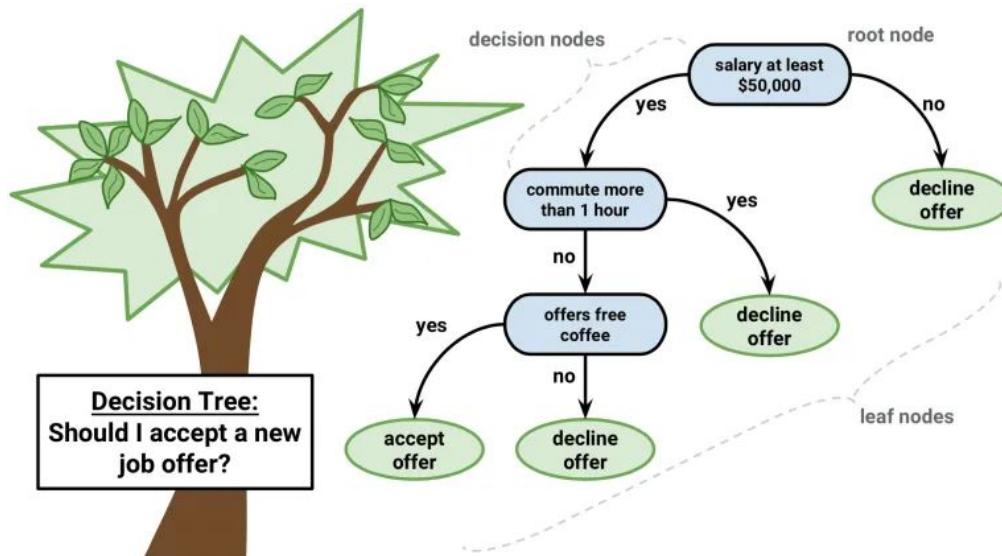 decision nodes
root node
salary at least
$50,000
yes
no
commute more
than 1 hour
yes
decline
offer
no
offers free
coffee
decline
offer
yes
no
Decision Tree:
Should I accept a new
job offer?
accept
offer
decline
offer
leaf nodes